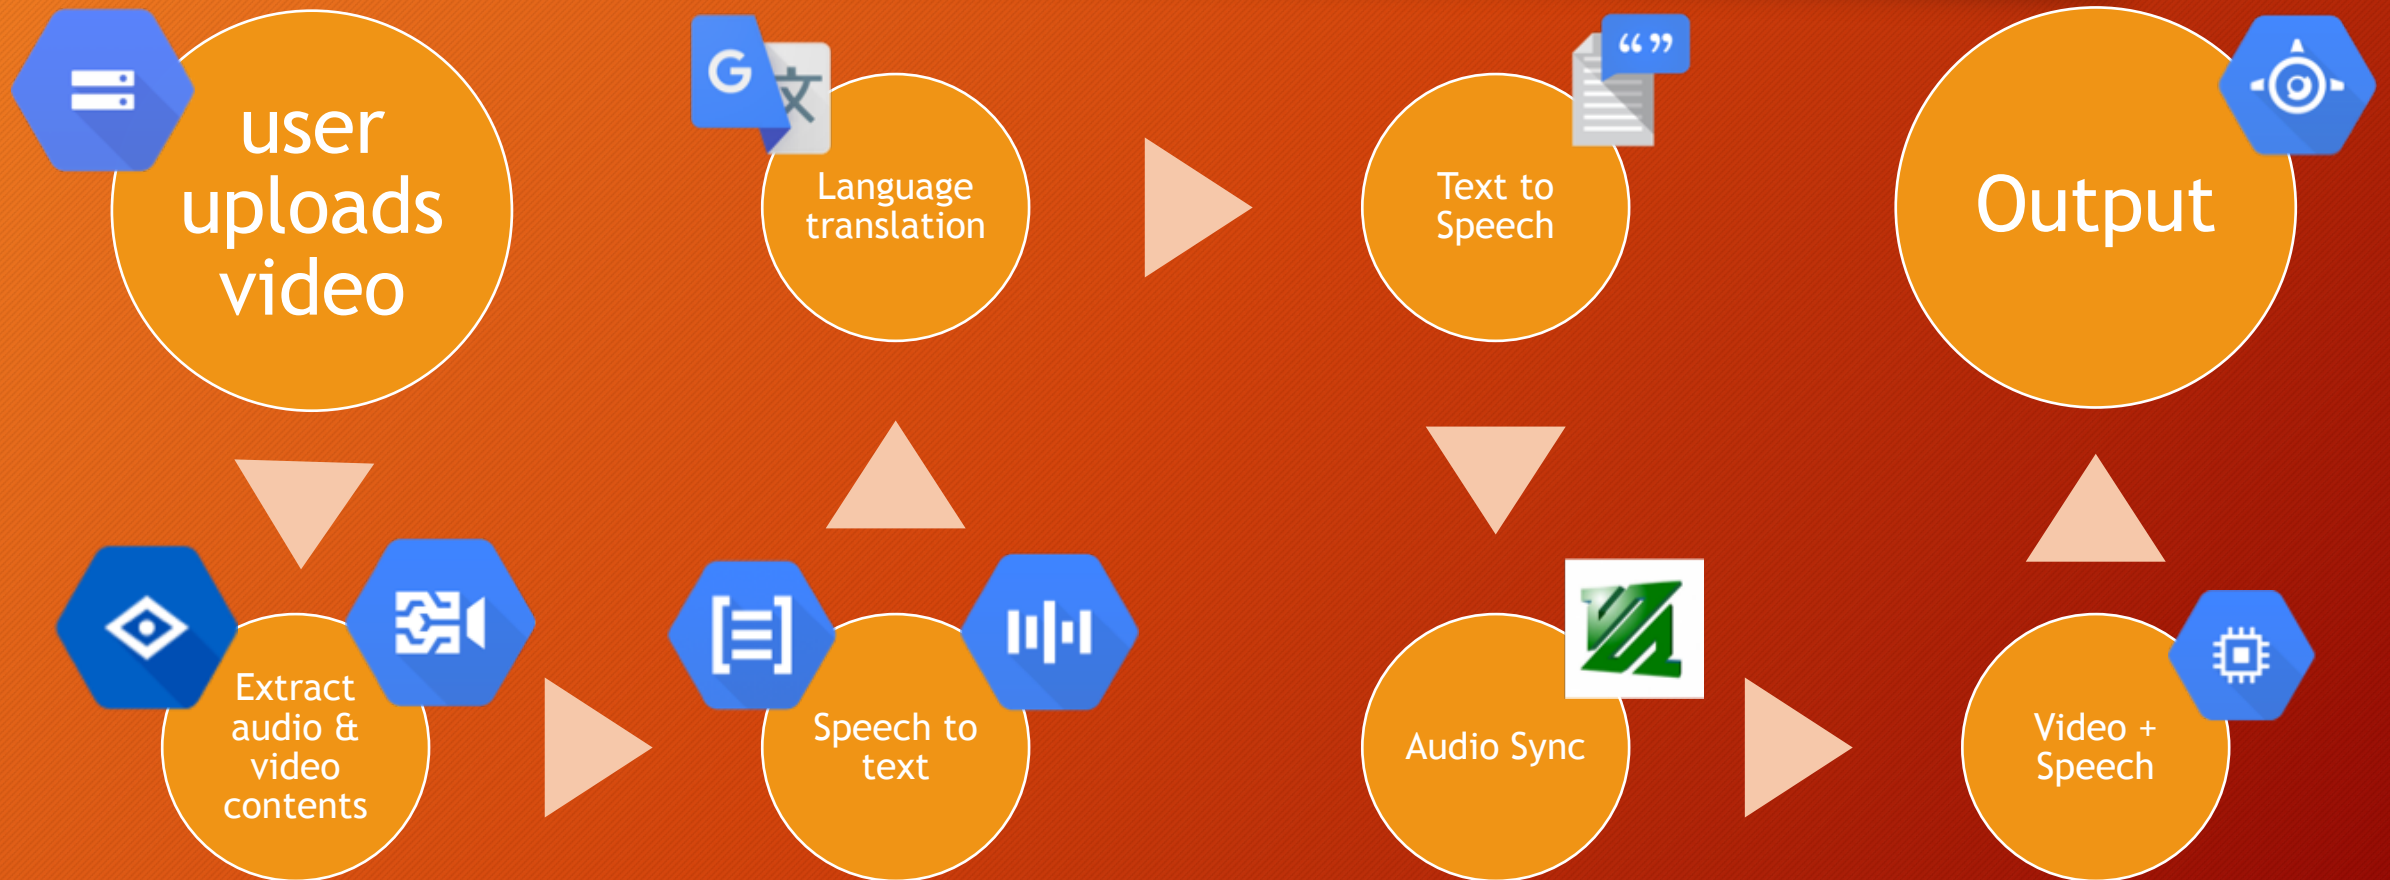 user
uploads
video
Extract
audio &
video
contents
Speech to
text
G 文
Language
translation
“ ”
Text to
Speech
Audio Sync
Video +
Speech
Output